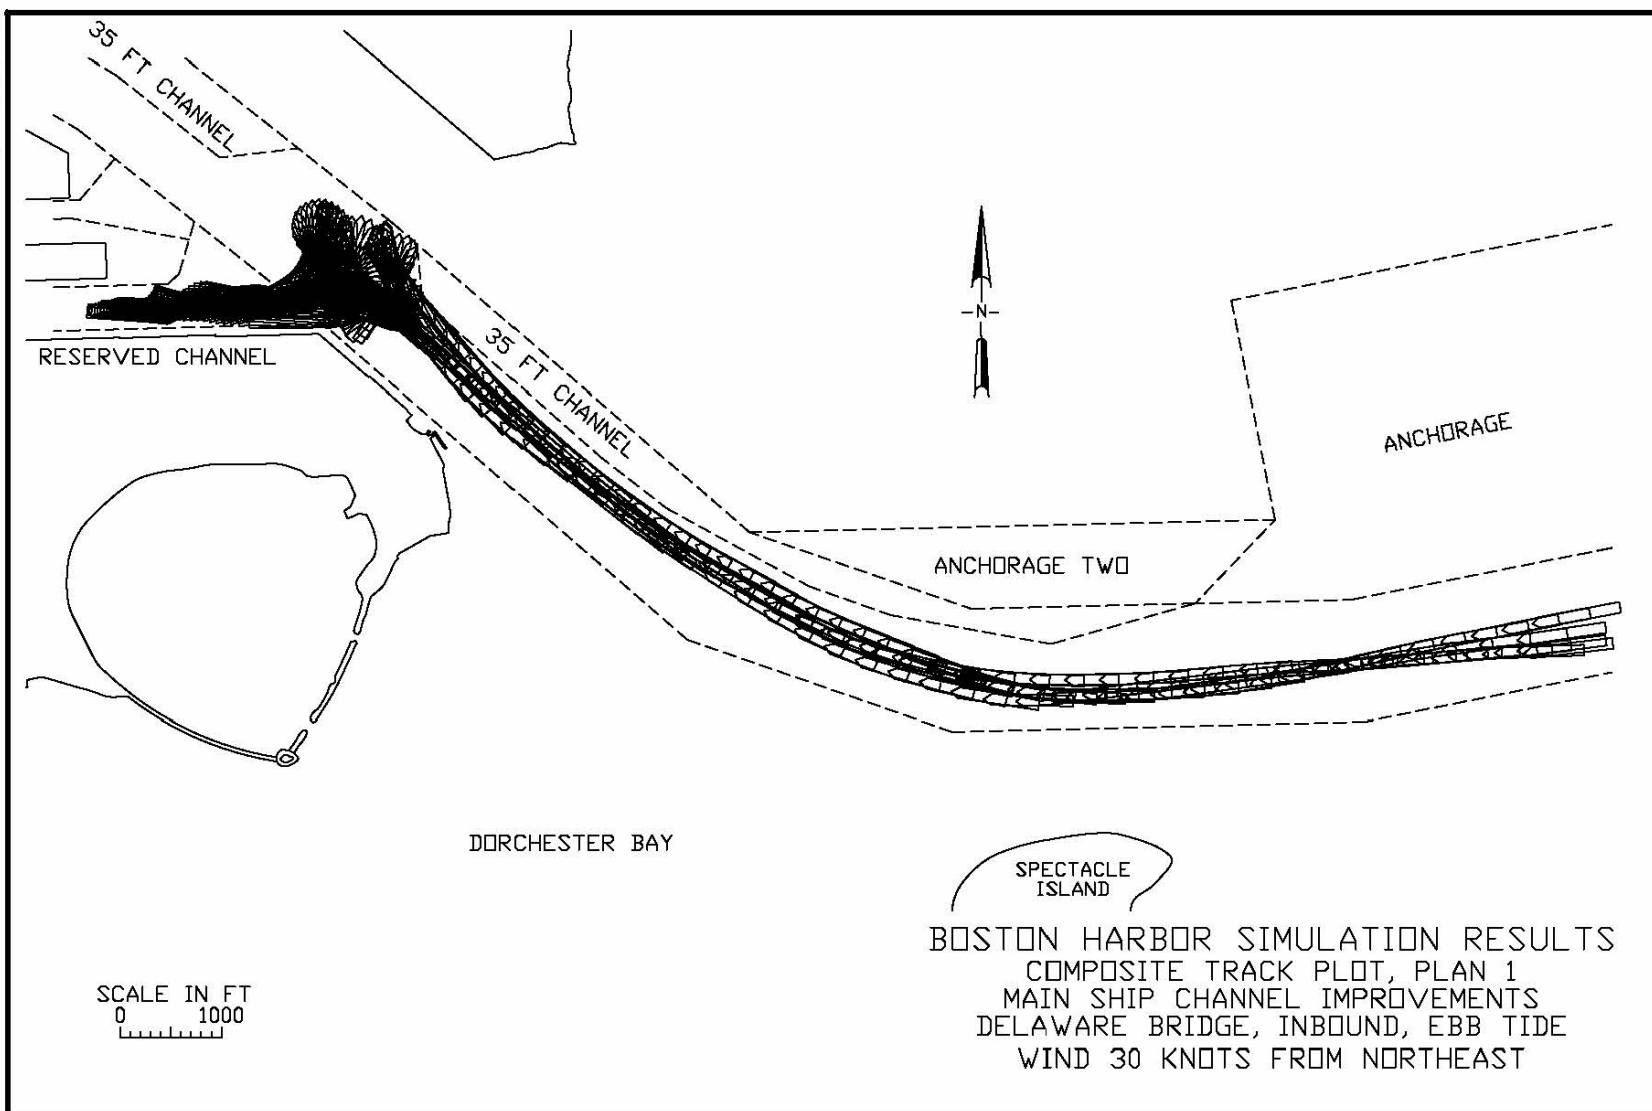 35 FT CHANNEL
-N-
RESERVED CHANNEL
35 FT CHANNEL
ANCHORAGE
ANCHORAGE TWO
DORCHESTER BAY
SPECTACLE
ISLAND
BOSTON HARBOR SIMULATION RESULTS
COMPOSITE TRACK PLOT, PLAN 1
MAIN SHIP CHANNEL IMPROVEMENTS
DELAWARE BRIDGE, INBOUND, EBB TIDE
WIND 30 KNOTS FROM NORTHEAST
SCALE IN FT
0 1000